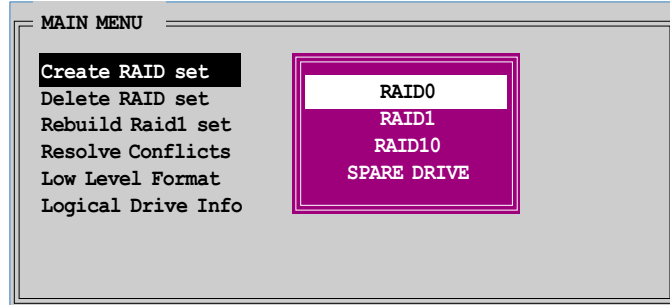 MAIN MENU
Create RAID set
Delete RAID set
Rebuild Raid1 set
Resolve Conflicts
Low Level Format
Logical Drive Info
RAID0
RAID1
RAID10
SPARE DRIVE